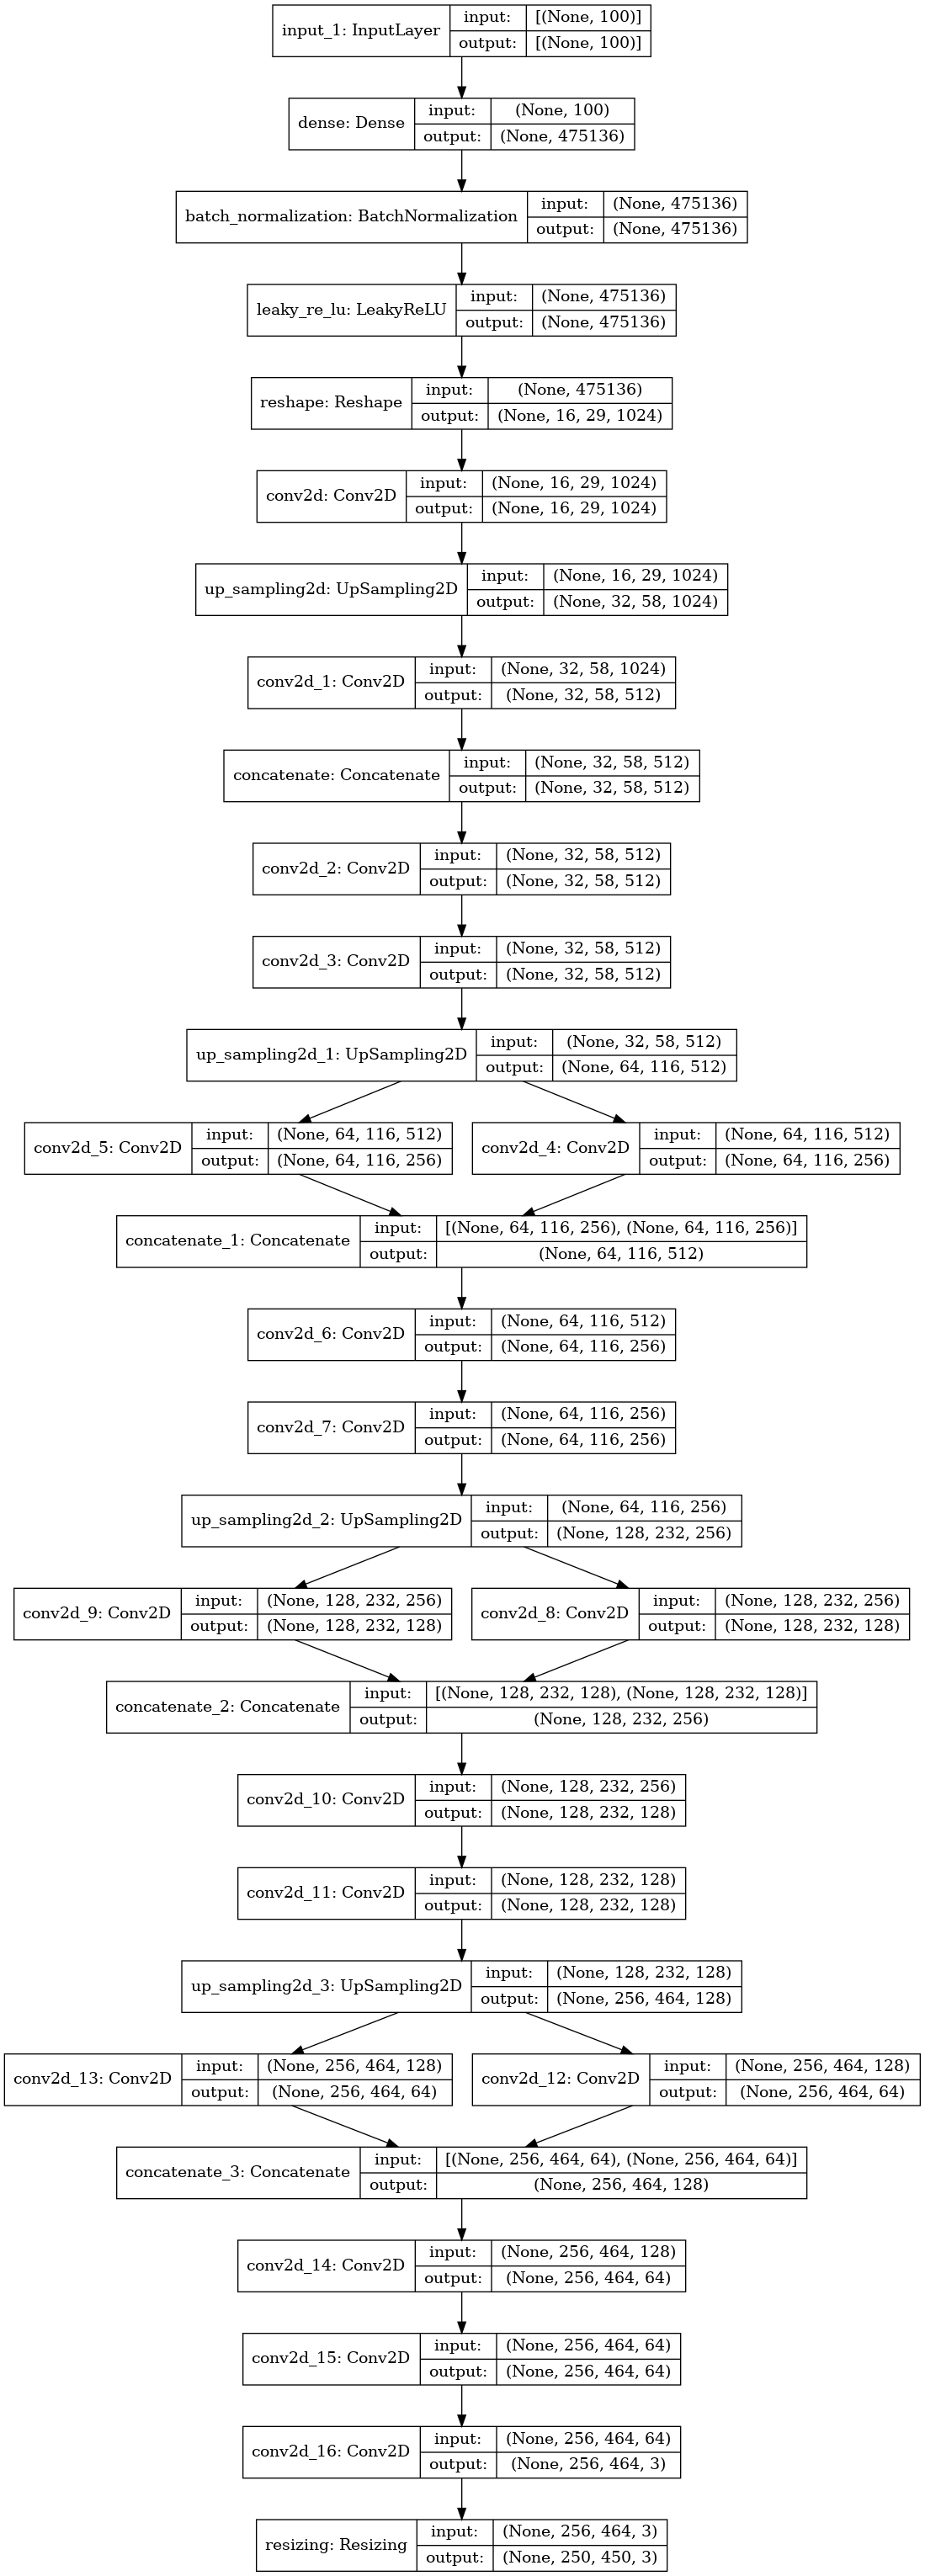 input_1: InputLayer
input: [(None, 100)]
output: [(None, 100)]
dense: Dense
input: (None, 100)
output: (None, 475136)
batch_normalization: BatchNormalization
input: (None, 475136)
output: (None, 475136)
leaky_re_lu: LeakyReLU
input: (None, 475136)
output: (None, 475136)
reshape: Reshape
input: (None, 475136)
output: (None, 16, 29, 1024)
conv2d: Conv2D
input: (None, 16, 29, 1024)
output: (None, 16, 29, 1024)
up_sampling2d: UpSampling2D
input: (None, 16, 29, 1024)
output: (None, 32, 58, 1024)
conv2d_1: Conv2D
input: (None, 32, 58, 1024)
output: (None, 32, 58, 512)
concatenate: Concatenate
input: (None, 32, 58, 512)
output: (None, 32, 58, 512)
conv2d_2: Conv2D
input: (None, 32, 58, 512)
output: (None, 32, 58, 512)
conv2d_3: Conv2D
input: (None, 32, 58, 512)
output: (None, 32, 58, 512)
up_sampling2d_1: UpSampling2D
input: (None, 32, 58, 512)
output: (None, 64, 116, 512)
conv2d_5: Conv2D
input: (None, 64, 116, 512)
output: (None, 64, 116, 256)
conv2d_4: Conv2D
input: (None, 64, 116, 512)
output: (None, 64, 116, 256)
concatenate_1: Concatenate
input: [(None, 64, 116, 256), (None, 64, 116, 256)]
output: (None, 64, 116, 512)
conv2d_6: Conv2D
input: (None, 64, 116, 512)
output: (None, 64, 116, 256)
conv2d_7: Conv2D
input: (None, 64, 116, 256)
output: (None, 64, 116, 256)
up_sampling2d_2: UpSampling2D
input: (None, 64, 116, 256)
output: (None, 128, 232, 256)
conv2d_9: Conv2D
input: (None, 128, 232, 256)
output: (None, 128, 232, 128)
conv2d_8: Conv2D
input: (None, 128, 232, 256)
output: (None, 128, 232, 128)
concatenate_2: Concatenate
input: [(None, 128, 232, 128), (None, 128, 232, 128)]
output: (None, 128, 232, 256)
conv2d_10: Conv2D
input: (None, 128, 232, 256)
output: (None, 128, 232, 128)
conv2d_11: Conv2D
input: (None, 128, 232, 128)
output: (None, 128, 232, 128)
up_sampling2d_3: UpSampling2D
input: (None, 128, 232, 128)
output: (None, 256, 464, 128)
conv2d_13: Conv2D
input: (None, 256, 464, 128)
output: (None, 256, 464, 64)
conv2d_12: Conv2D
input: (None, 256, 464, 128)
output: (None, 256, 464, 64)
concatenate_3: Concatenate
input: [(None, 256, 464, 64), (None, 256, 464, 64)]
output: (None, 256, 464, 128)
conv2d_14: Conv2D
input: (None, 256, 464, 128)
output: (None, 256, 464, 64)
conv2d_15: Conv2D
input: (None, 256, 464, 64)
output: (None, 256, 464, 64)
conv2d_16: Conv2D
input: (None, 256, 464, 64)
output: (None, 256, 464, 3)
resizing: Resizing
input: (None, 256, 464, 3)
output: (None, 250, 450, 3)